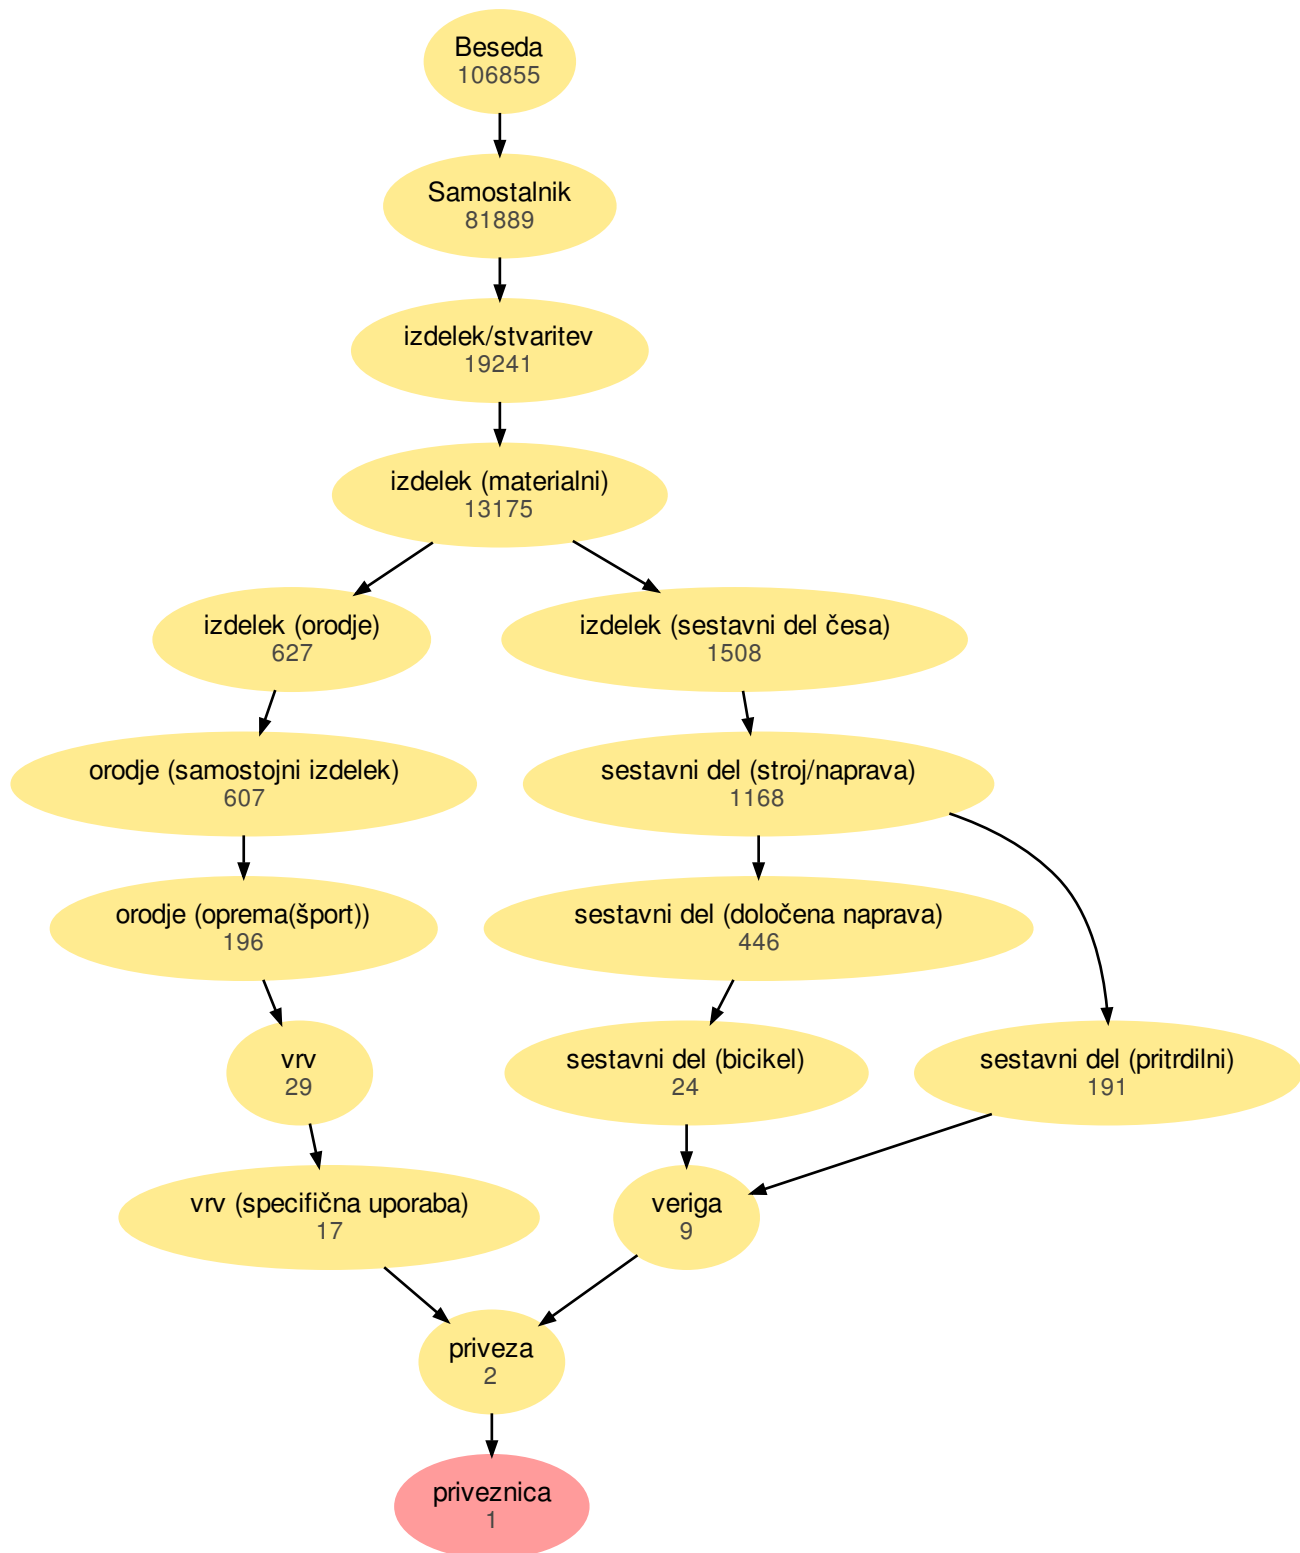 Beseda
106855
Samostalnik
81889
izdelek/stvaritev
19241
izdelek (materialni)
13175
izdelek (orodje)
627
izdelek (sestavni del česa)
1508
orodje (samostojni izdelek)
607
sestavni del (stroj/naprava)
1168
orodje (oprema(šport))
196
sestavni del (določena naprava)
446
vrv
29
sestavni del (bicikel)
24
sestavni del (pritrdilni)
191
vrv (specifična uporaba)
17
veriga
9
priveza
2
priveznica
1